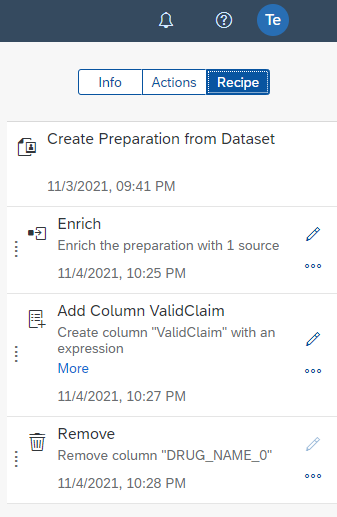 Te
Info Actions Recipe
Create Preparation from Dataset
11/3/2021, 09:41 PM
Enrich
Enrich the preparation with 1 source
11/4/2021, 10:25 PM
Add Column ValidClaim
Create column "ValidClaim" with an
expression
More
11/4/2021, 10:27 PM
Remove
Remove column "DRUG_NAME_0"
11/4/2021, 10:28 PM